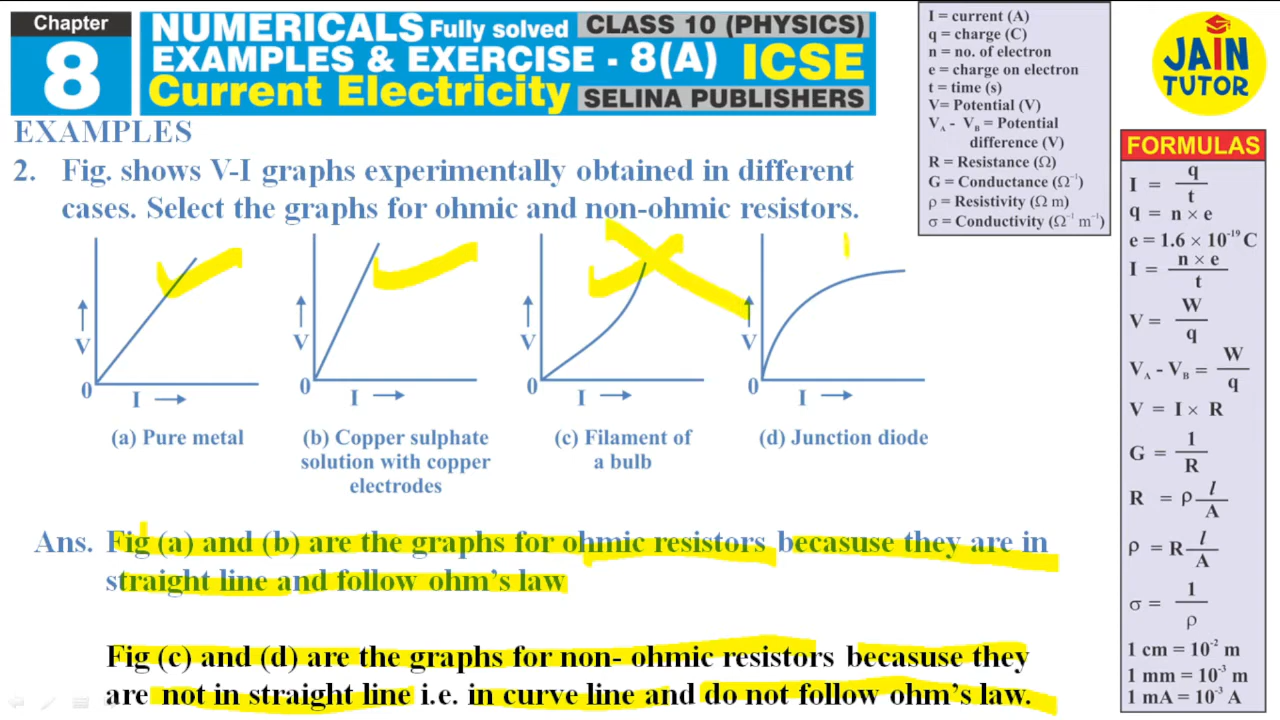 Chapter
8
NUMERICALS Fully solved
EXAMPLES & EXERCISE - 8(A)
Current Electricity
CLASS 10 (PHYSICS)
ICSE
SELINA PUBLISHERS
I = current (A)
q = charge (C)
n = no. of electron
e = charge on electron
t = time (s)
V= Potential (V)
V_A - V_B = Potential
difference (V)
R = Resistance (Ω)
G = Conductance (Ω⁻¹)
ρ = Resistivity (Ω m)
σ = Conductivity (Ω⁻¹ m⁻¹)
JAIN
TUTOR
EXAMPLES
2. Fig. shows V-I graphs experimentally obtained in different
cases. Select the graphs for ohmic and non-ohmic resistors.
V
0
I
(a) Pure metal
V
0
I
(b) Copper sulphate
solution with copper
electrodes
V
0
I
(c) Filament of
a bulb
V
0
I
(d) Junction diode
Ans. Fig (a) and (b) are the graphs for ohmic resistors becasuse they are in
straight line and follow ohm's law
Fig (c) and (d) are the graphs for non- ohmic resistors becasuse they
are not in straight line i.e. in curve line and do not follow ohm's law.
FORMULAS
I = q/t
q = n × e
e = 1.6 × 10⁻¹⁹ C
I = n × e/t
V = W/q
V_A - V_B = W/q
V = I × R
G = 1/R
R = ρ l/A
ρ = R l/A
σ = 1/ρ
1 cm = 10⁻² m
1 mm = 10⁻³ m
1 mA = 10⁻³ A